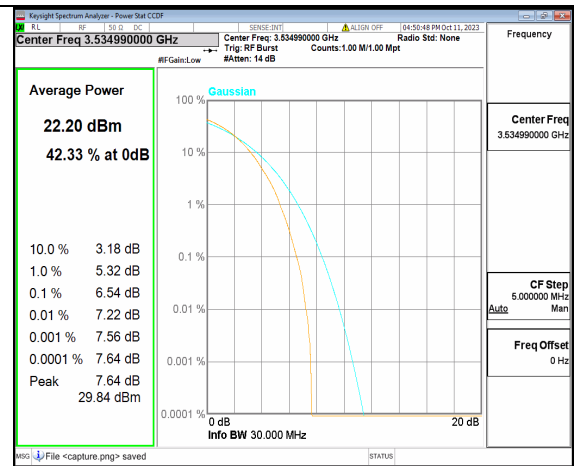 Keysight Spectrum Analyzer - Power Stat CCDF
RL RF 50 Ω DC SENSE:INT ALIGN OFF 04:50:48 PM Oct 11, 2023
Center Freq 3.534990000 GHz
Center Freq: 3.534990000 GHz Radio Std: None
Trig: RF Burst Counts:1.00 M/1.00 Mpt
#IFGain:Low #Atten: 14 dB
Frequency
Average Power
22.20 dBm
42.33 % at 0dB
10.0 % 3.18 dB
1.0 % 5.32 dB
0.1 % 6.54 dB
0.01 % 7.22 dB
0.001 % 7.56 dB
0.0001 % 7.64 dB
Peak 7.64 dB
29.84 dBm
Gaussian
100 %
10 %
1 %
0.1 %
0.01 %
0.001 %
0.0001 %
0 dB 20 dB
Info BW 30.000 MHz
Center Freq
3.534990000 GHz
CF Step
5.000000 MHz
Auto Man
Freq Offset
0 Hz
MSG File <capture.png> saved STATUS